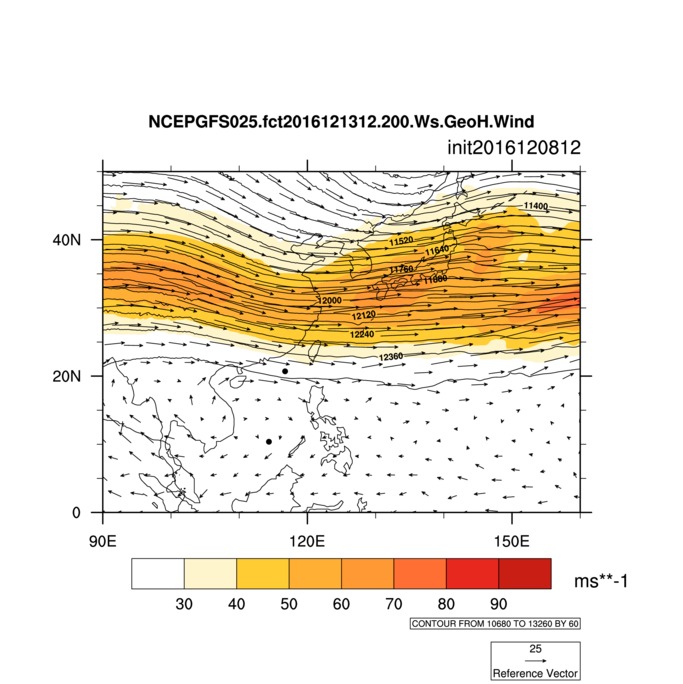 NCEPGFS025.fct2016121312.200.Ws.GeoH.Wind
init2016120812
11400
40N
11520
11640
11760
11880
12000
12120
12240
12360
20N
0
90E 120E 150E
30 40 50 60 70 80 90
ms**-1
CONTOUR FROM 10680 TO 13260 BY 60
25
Reference Vector